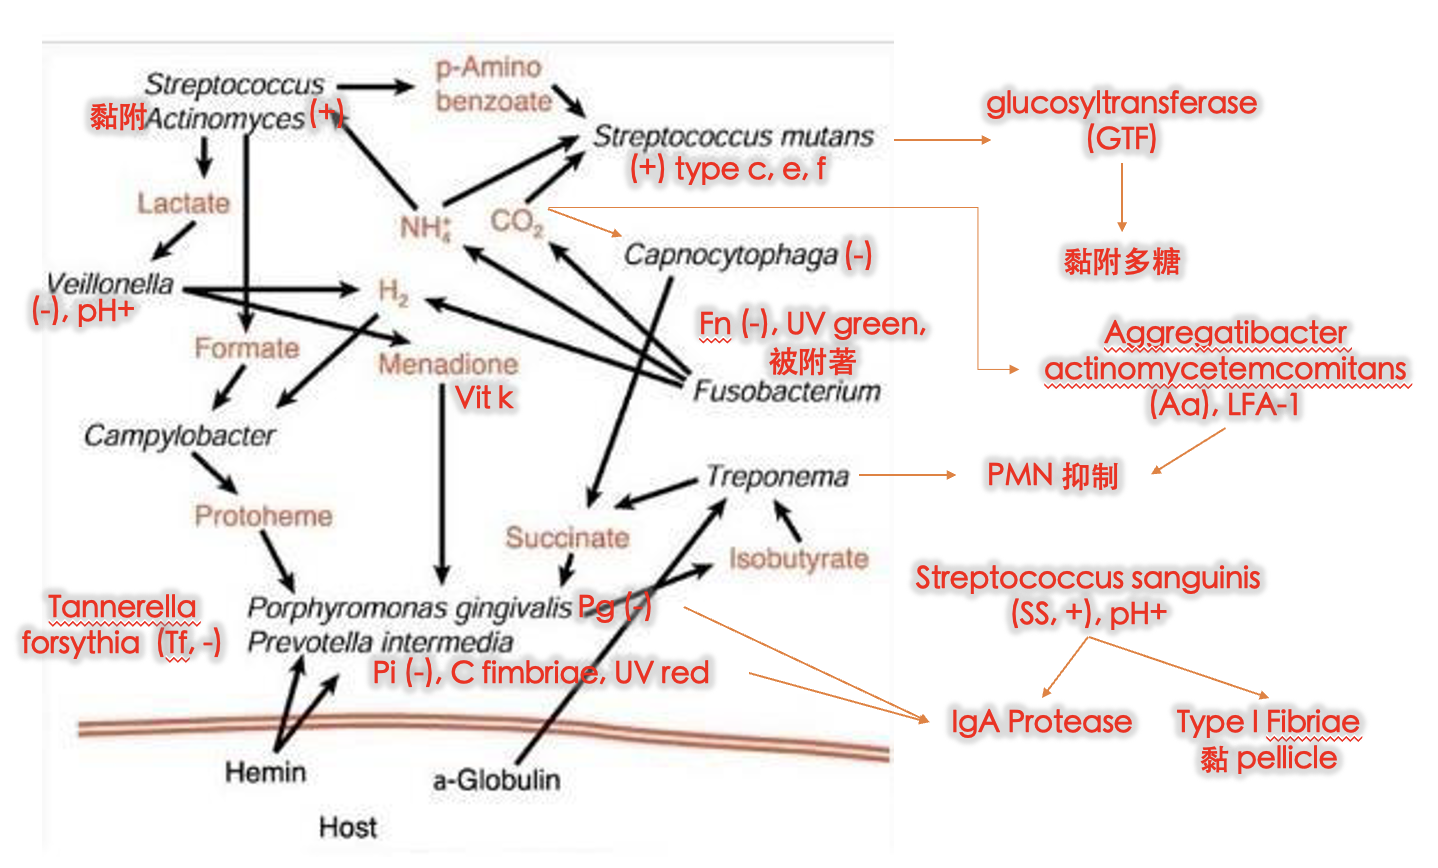 Streptococcus
黏附Actinomyces (+)
p-Amino
benzoate
Streptococcus mutans
(+) type c, e, f
glucosyltransferase
(GTF)
黏附多糖
Lactate
NH₄⁺
CO₂
Capnocytophaga (-)
Veillonella
(-), pH+
H₂
Formate
Menadione
Vit k
Fn (-), UV green,
被附著
Fusobacterium
Aggregatibacter
actinomycetemcomitans
(Aa), LFA-1
Campylobacter
Treponema
PMN 抑制
Protoheme
Succinate
Isobutyrate
Tannerella
forsythia (Tf, -)
Porphyromonas gingivalis Pg (-)
Prevotella intermedia
Pi (-), C fimbriae, UV red
Streptococcus sanguinis
(SS, +), pH+
IgA Protease
Type I Fibriae
黏 pellicle
Hemin
a-Globulin
Host